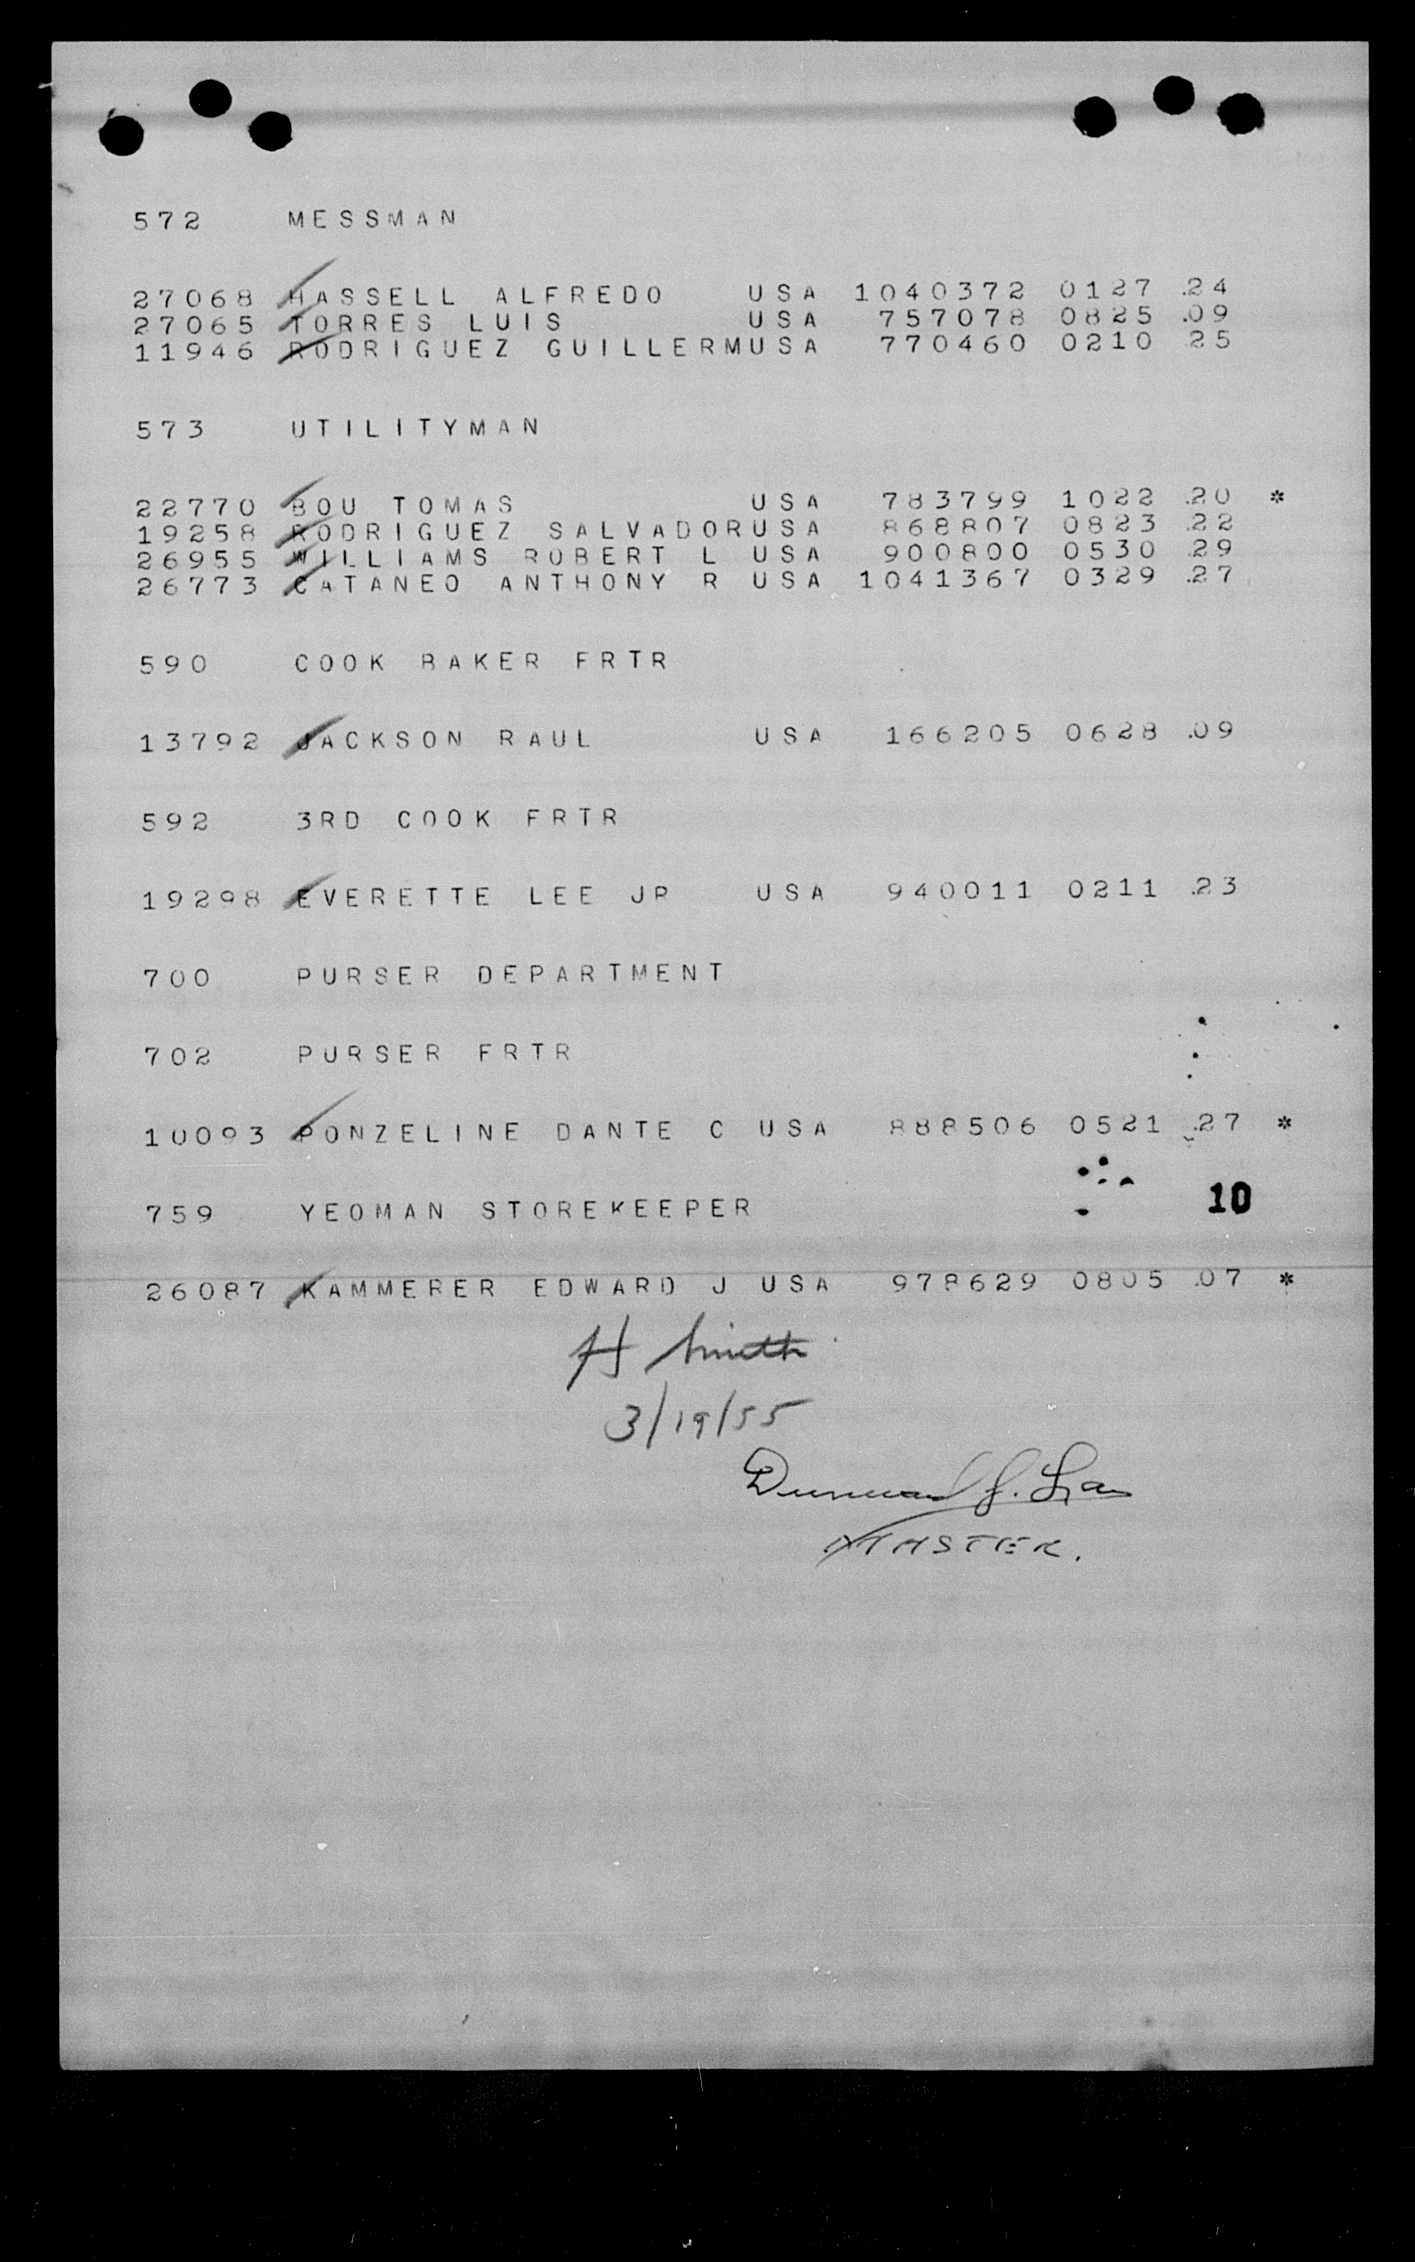 572 MESSMAN
27068 HASSELL ALFREDO USA 1040372 0127 .24
27065 TORRES LUIS USA 757078 0825 .09
11946 RODRIGUEZ GUILLERMUSA 770460 0210 25
573 UTILITYMAN
22770 BOU TOMAS USA 783799 1022 .20 *
19258 RODRIGUEZ SALVADORUSA 868807 0823 .22
26955 WILLIAMS ROBERT L USA 900800 0530 .29
26773 CATANEO ANTHONY R USA 1041367 0329 .27
590 COOK BAKER FRTR
13792 JACKSON RAUL USA 166205 0628 .09
592 3RD COOK FRTR
19298 EVERETTE LEE JR USA 940011 0211 .23
700 PURSER DEPARTMENT
702 PURSER FRTR
10093 PONZELINE DANTE C USA 888506 0521 .27 *
759 YEOMAN STOREKEEPER 10
26087 KAMMERER EDWARD J USA 978629 0805 .07 *
H Smith
3/19/55
J.
MASTER.